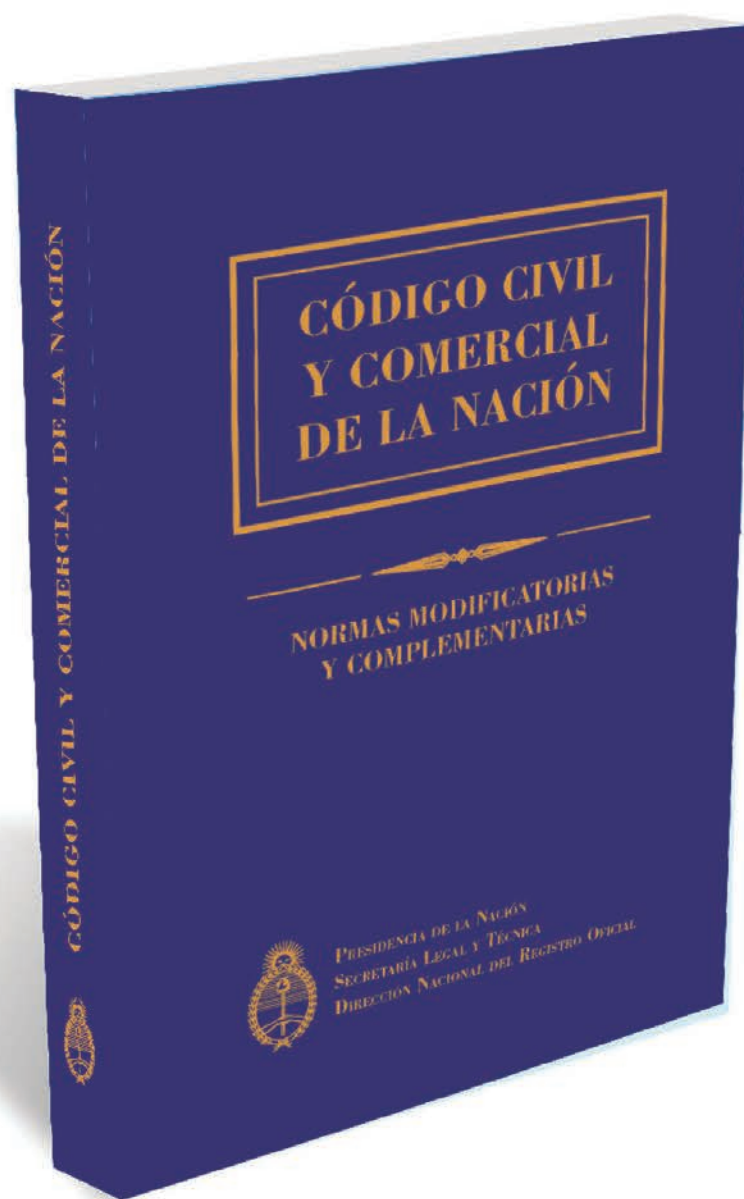 CÓDIGO CIVIL Y COMERCIAL DE LA NACIÓN
CÓDIGO CIVIL
Y COMERCIAL
DE LA NACIÓN
NORMAS MODIFICATORIAS
Y COMPLEMENTARIAS
PRESIDENCIA DE LA NACIÓN
SECRETARÍA LEGAL Y TÉCNICA
DIRECCIÓN NACIONAL DEL REGISTRO OFICIAL